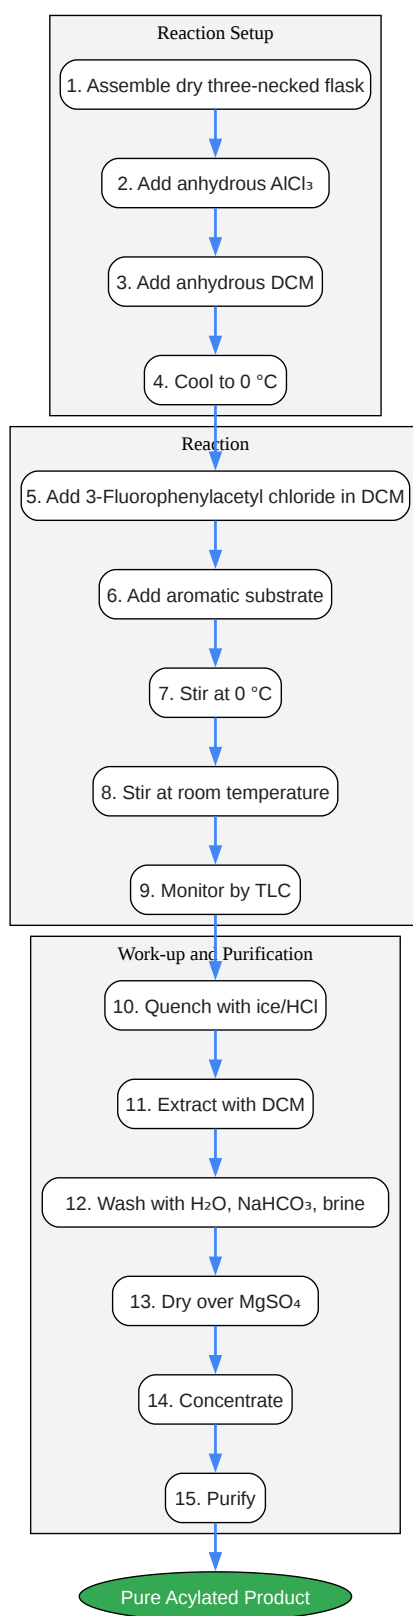 Reaction Setup
1. Assemble dry three-necked flask
2. Add anhydrous AlCl₃
3. Add anhydrous DCM
4. Cool to 0 °C
Reaction
5. Add 3-Fluorophenylacetyl chloride in DCM
6. Add aromatic substrate
7. Stir at 0 °C
8. Stir at room temperature
9. Monitor by TLC
Work-up and Purification
10. Quench with ice/HCl
11. Extract with DCM
12. Wash with H₂O, NaHCO₃, brine
13. Dry over MgSO₄
14. Concentrate
15. Purify
Pure Acylated Product